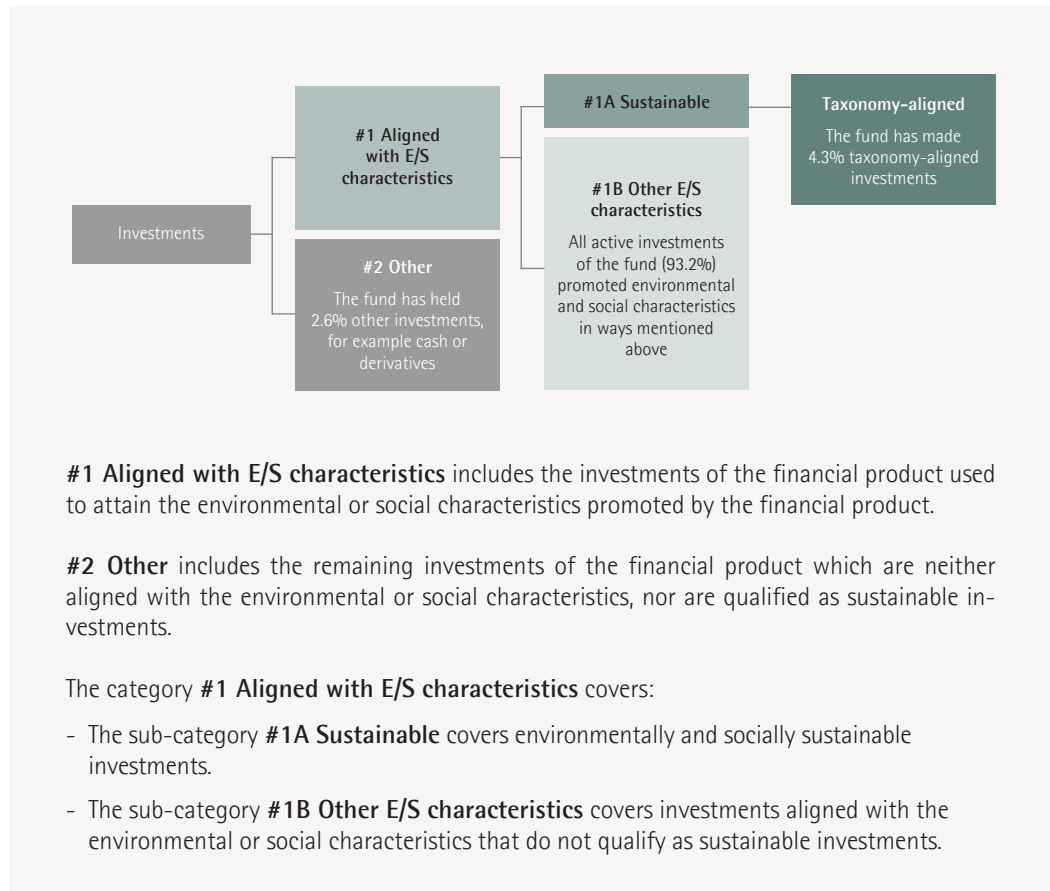 Investments
#1 Aligned
with E/S
characteristics
#2 Other
The fund has held
2.6% other investments,
for example cash or
derivatives
#1A Sustainable
#1B Other E/S
characteristics
All active investments
of the fund (93.2%)
promoted environmental
and social characteristics
in ways mentioned
above
Taxonomy-aligned
The fund has made
4.3% taxonomy-aligned
investments
#1 Aligned with E/S characteristics includes the investments of the financial product used
to attain the environmental or social characteristics promoted by the financial product.
#2 Other includes the remaining investments of the financial product which are neither
aligned with the environmental or social characteristics, nor are qualified as sustainable in-
vestments.
The category #1 Aligned with E/S characteristics covers:
- The sub-category #1A Sustainable covers environmentally and socially sustainable
investments.
- The sub-category #1B Other E/S characteristics covers investments aligned with the
environmental or social characteristics that do not qualify as sustainable investments.